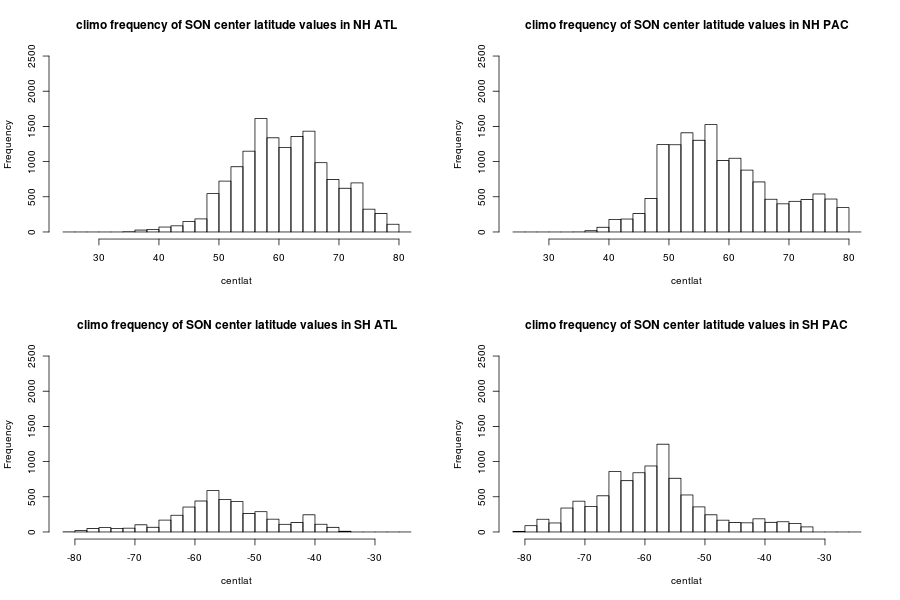 climo frequency of SON center latitude values in NH ATL
Frequency
0 500 1000 1500 2000 2500
30 40 50 60 70 80
centlat
climo frequency of SON center latitude values in NH PAC
Frequency
0 500 1000 1500 2000 2500
30 40 50 60 70 80
centlat
climo frequency of SON center latitude values in SH ATL
Frequency
0 500 1000 1500 2000 2500
-80 -70 -60 -50 -40 -30
centlat
climo frequency of SON center latitude values in SH PAC
Frequency
0 500 1000 1500 2000 2500
-80 -70 -60 -50 -40 -30
centlat